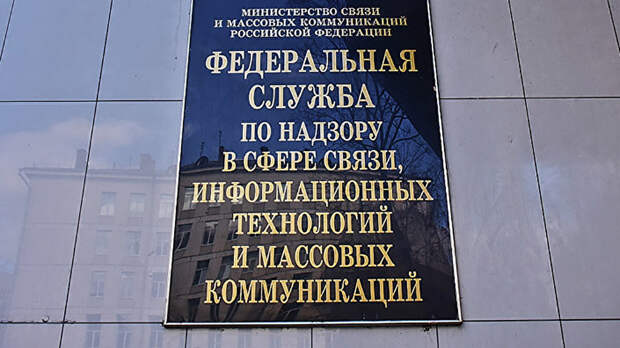 МИНИСТЕРСТВО СВЯЗИ
И МАССОВЫХ КОММУНИКАЦИЙ
РОССИЙСКОЙ ФЕДЕРАЦИИ
ФЕДЕРАЛЬНАЯ
СЛУЖБА
ПО НАДЗОРУ
В СФЕРЕ СВЯЗИ,
ИНФОРМАЦИОННЫХ
ТЕХНОЛОГИЙ
И МАССОВЫХ
КОММУНИКАЦИЙ